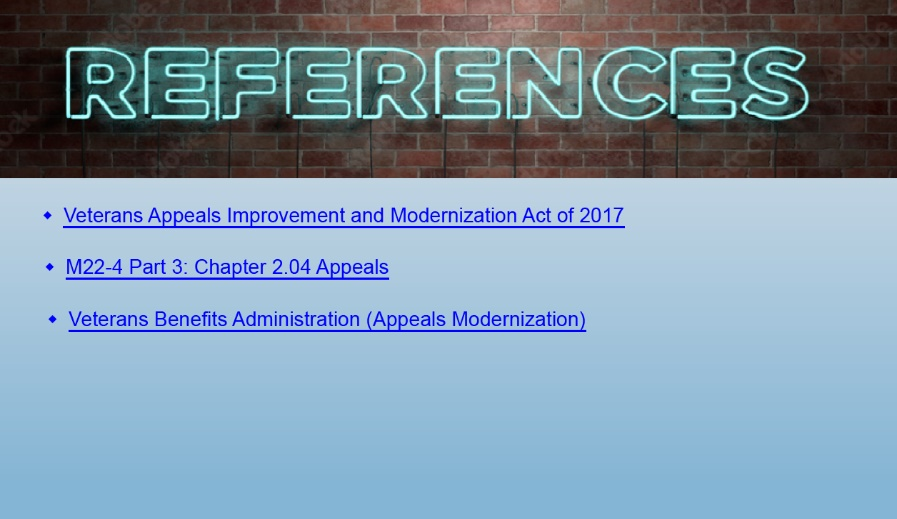 REFERENCES
Veterans Appeals Improvement and Modernization Act of 2017
M22-4 Part 3: Chapter 2.04 Appeals
Veterans Benefits Administration (Appeals Modernization)